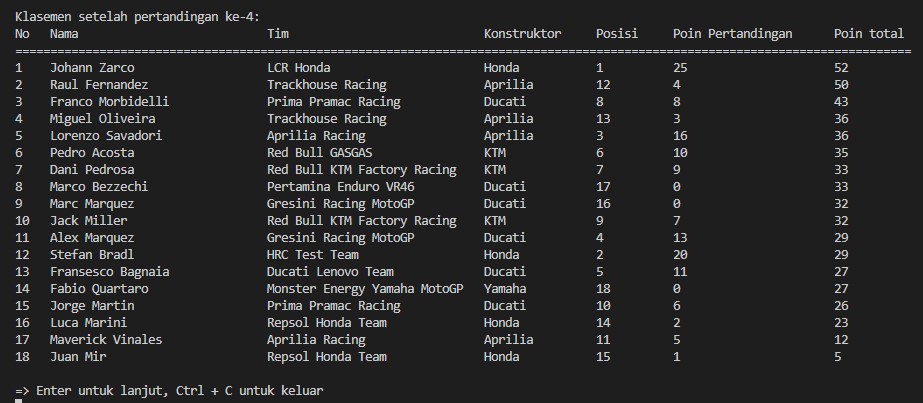 Klasemen setelah pertandingan ke-4:
No Nama Tim Konstruktor Posisi Poin Pertandingan Poin total
================================================================================================================================
1 Johann Zarco LCR Honda Honda 1 25 52
2 Raul Fernandez Trackhouse Racing Aprilia 12 4 50
3 Franco Morbidelli Prima Pramac Racing Ducati 8 8 43
4 Miguel Oliveira Trackhouse Racing Aprilia 13 3 36
5 Lorenzo Savadori Aprilia Racing Aprilia 3 16 36
6 Pedro Acosta Red Bull GASGAS KTM 6 10 35
7 Dani Pedrosa Red Bull KTM Factory Racing KTM 7 9 33
8 Marco Bezzechi Pertamina Enduro VR46 Ducati 17 0 33
9 Marc Marquez Gresini Racing MotoGP Ducati 16 0 32
10 Jack Miller Red Bull KTM Factory Racing KTM 9 7 32
11 Alex Marquez Gresini Racing MotoGP Ducati 4 13 29
12 Stefan Bradl HRC Test Team Honda 2 20 29
13 Fransesco Bagnaia Ducati Lenovo Team Ducati 5 11 27
14 Fabio Quartaro Monster Energy Yamaha MotoGP Yamaha 18 0 27
15 Jorge Martin Prima Pramac Racing Ducati 10 6 26
16 Luca Marini Repsol Honda Team Honda 14 2 23
17 Maverick Vinales Aprilia Racing Aprilia 11 5 12
18 Juan Mir Repsol Honda Team Honda 15 1 5
=> Enter untuk lanjut, Ctrl + C untuk keluar